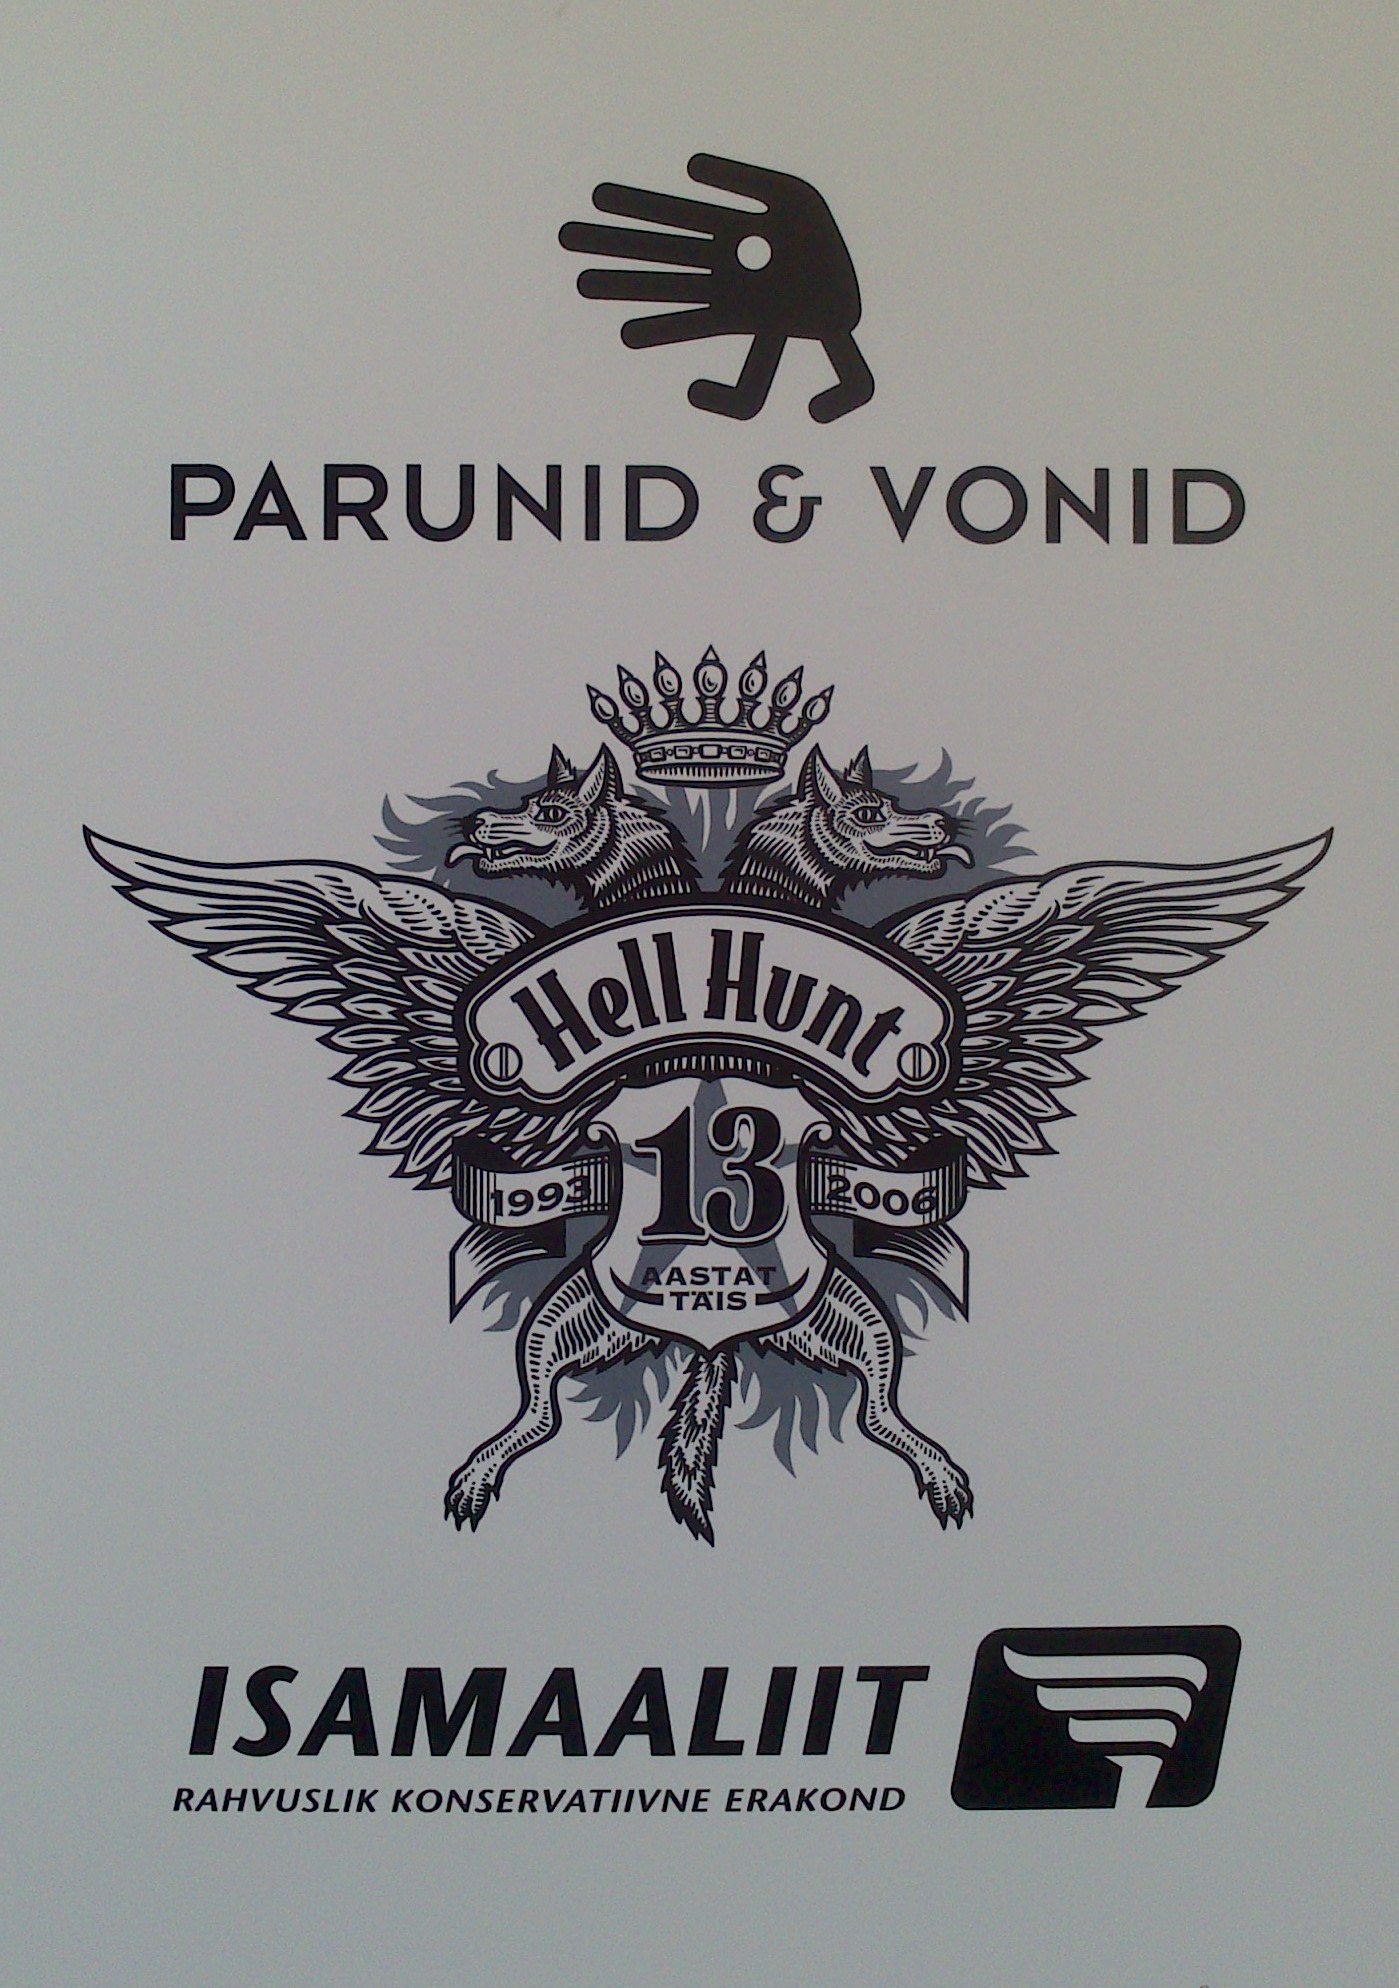 PARUNID & VONID
Hell Hunt
13
1993 2006
AASTAT
TÄIS
ISAMAALIIT
RAHVUSLIK KONSERVATIIVNE ERAKOND